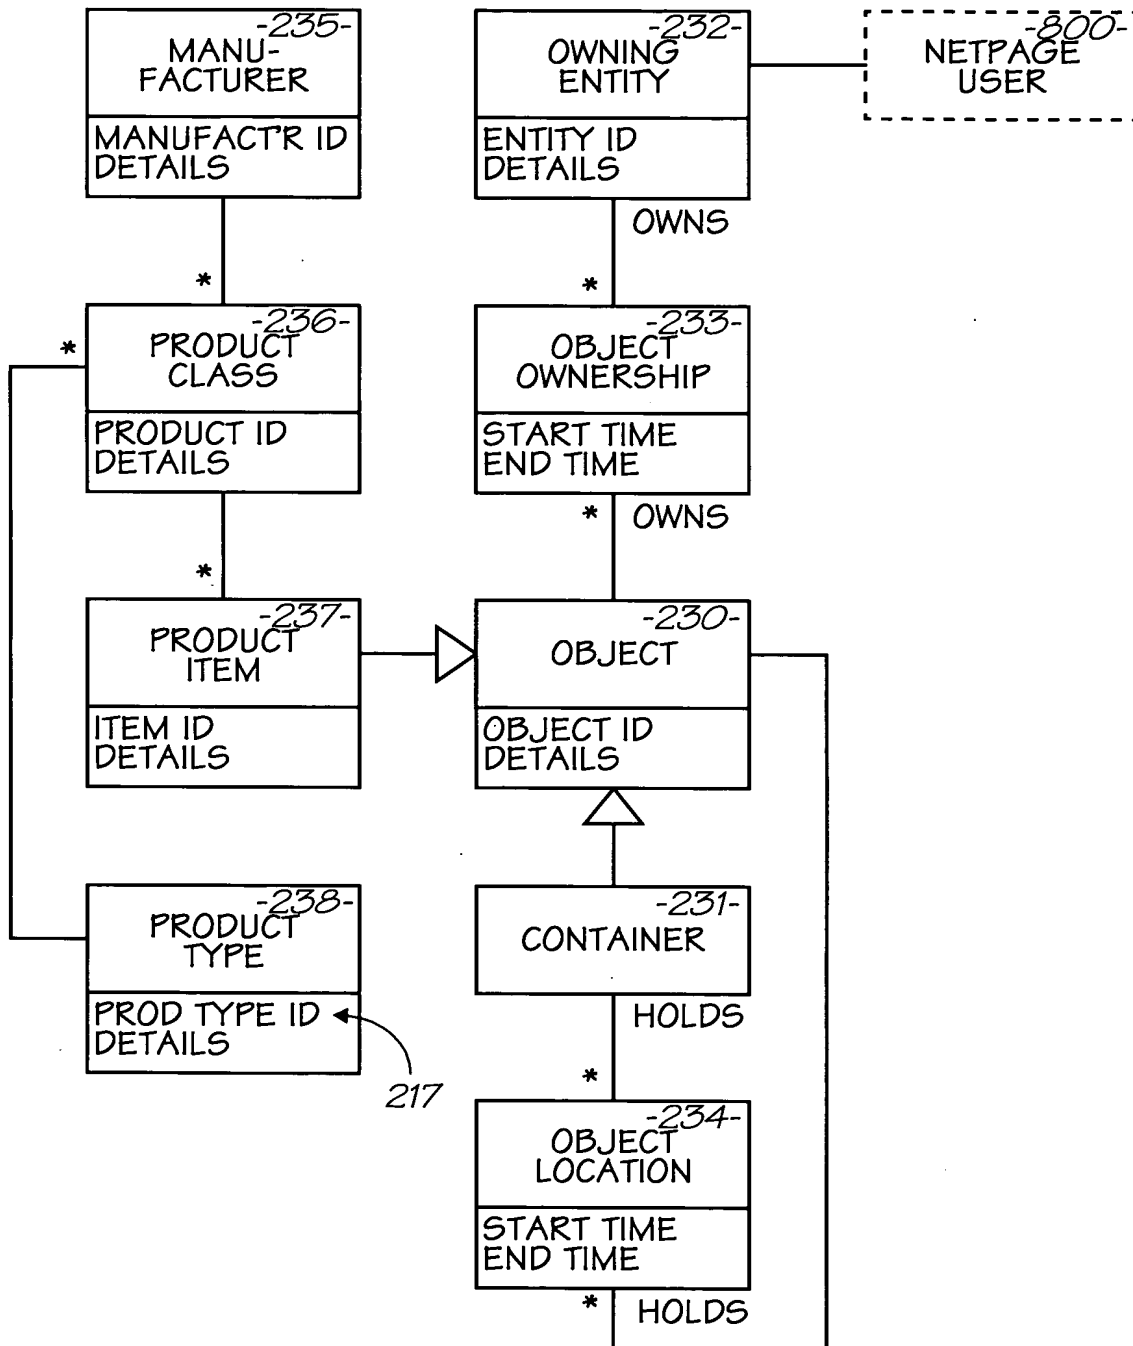 -235-
MANU-
FACTURER
MANUFACT'R ID
DETAILS
-232-
OWNING
ENTITY
ENTITY ID
DETAILS
-800-
NETPAGE
USER
OWNS
*
*
-236-
PRODUCT
CLASS
PRODUCT ID
DETAILS
*
-233-
OBJECT
OWNERSHIP
START TIME
END TIME
* OWNS
*
-237-
PRODUCT
ITEM
ITEM ID
DETAILS
-230-
OBJECT
OBJECT ID
DETAILS
-238-
PRODUCT
TYPE
PROD TYPE ID
DETAILS
217
-231-
CONTAINER
HOLDS
*
-234-
OBJECT
LOCATION
START TIME
END TIME
* HOLDS